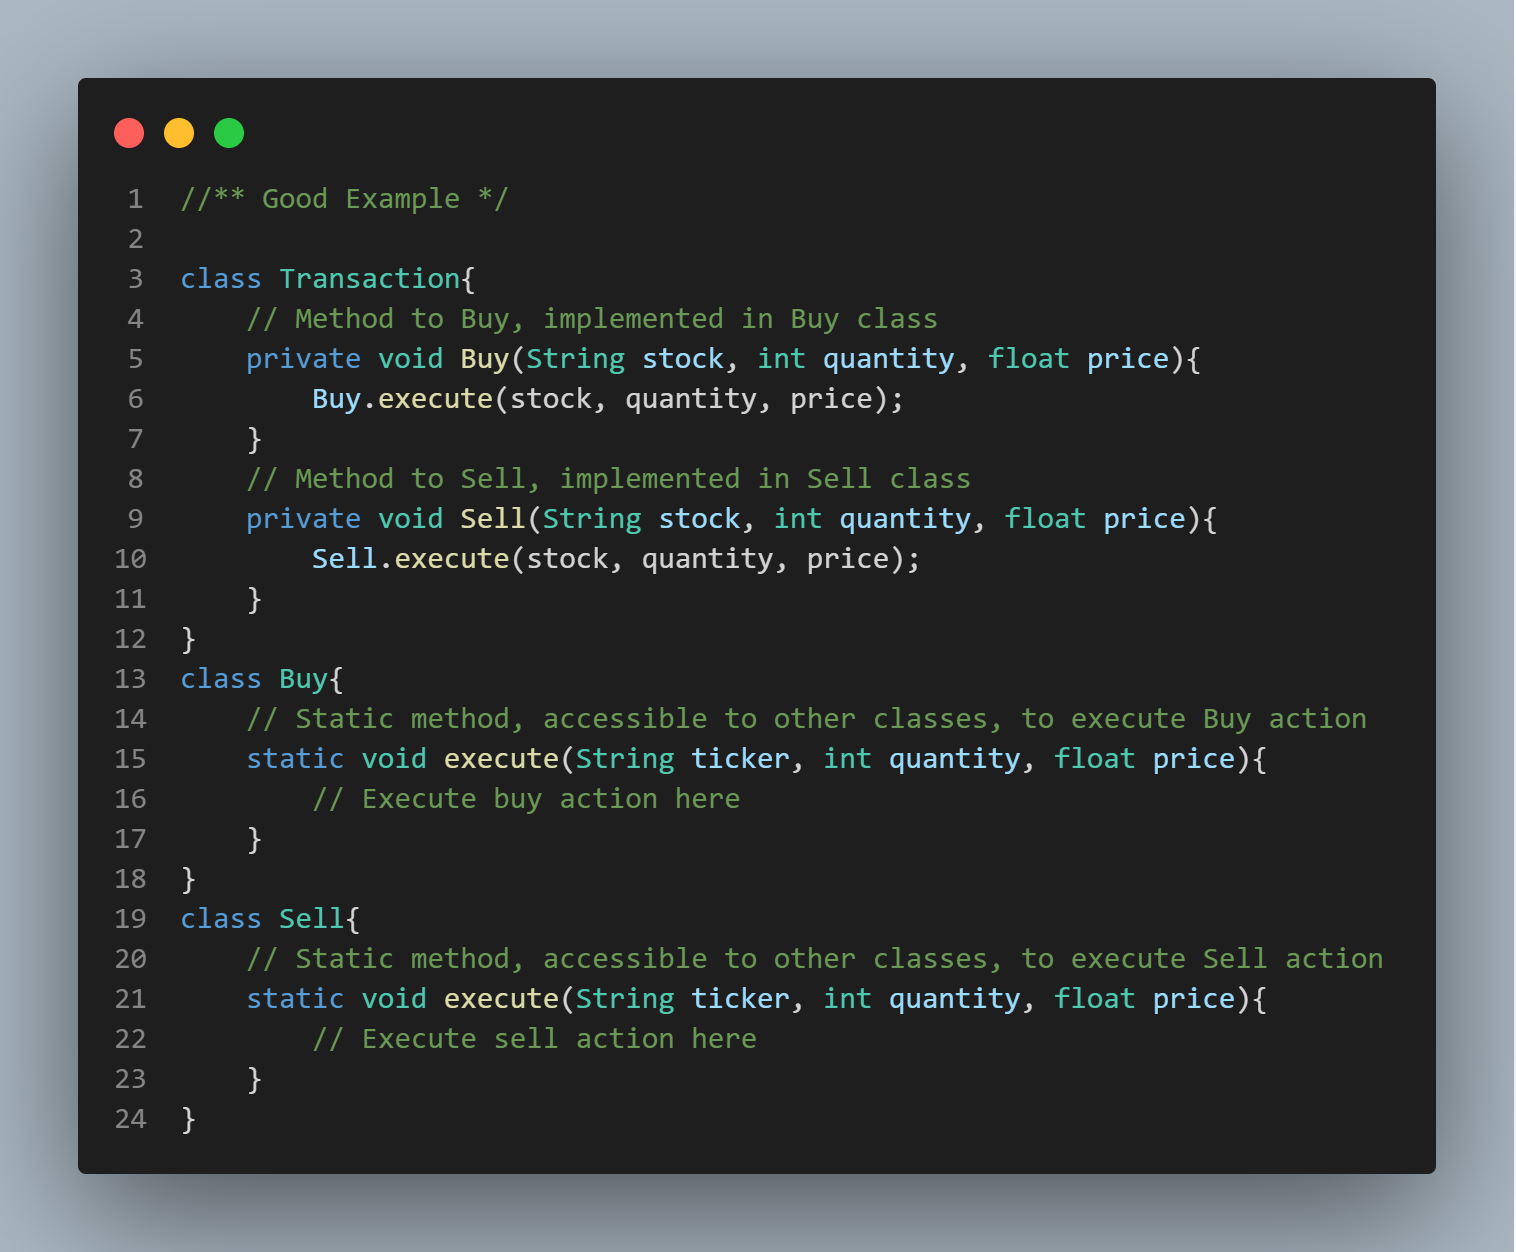 1 //** Good Example */
2
3 class Transaction{
4     // Method to Buy, implemented in Buy class
5     private void Buy(String stock, int quantity, float price){
6         Buy.execute(stock, quantity, price);
7     }
8     // Method to Sell, implemented in Sell class
9     private void Sell(String stock, int quantity, float price){
10         Sell.execute(stock, quantity, price);
11     }
12 }
13 class Buy{
14     // Static method, accessible to other classes, to execute Buy action
15     static void execute(String ticker, int quantity, float price){
16         // Execute buy action here
17     }
18 }
19 class Sell{
20     // Static method, accessible to other classes, to execute Sell action
21     static void execute(String ticker, int quantity, float price){
22         // Execute sell action here
23     }
24 }